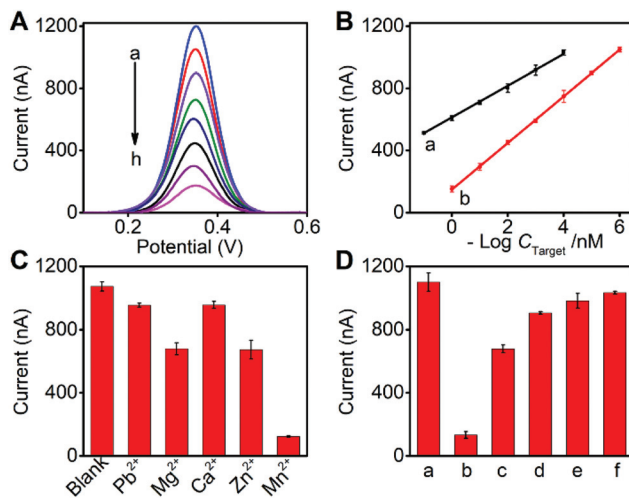 A
Current (nA)
1200
800
400
0
a
h
0.2
0.4
0.6
Potential (V)
B
Current (nA)
1200
800
400
0
a
b
0
2
4
6
- Log C Target /nM
C
Current (nA)
1200
800
400
0
Blank
Pb²⁺
Mg²⁺
Ca²⁺
Zn²⁺
Mn²⁺
D
Current (nA)
1200
800
400
0
a
b
c
d
e
f